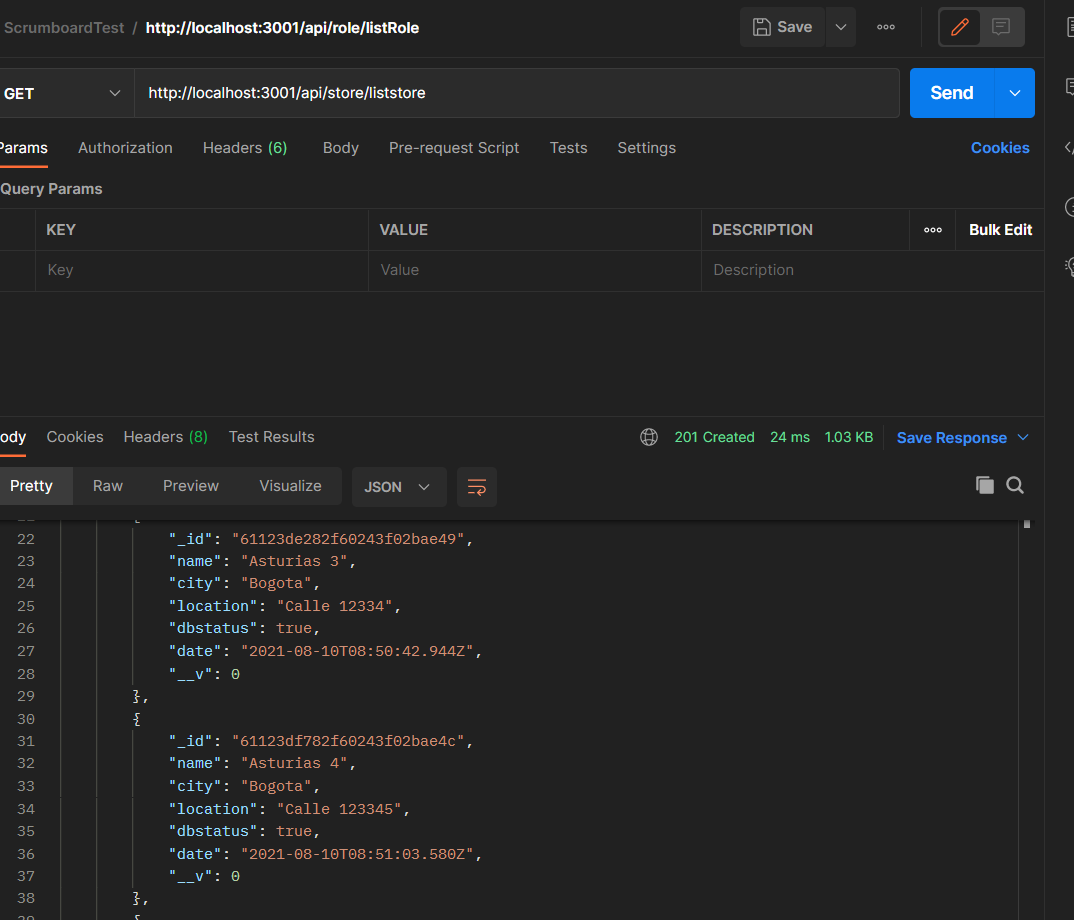 ScrumboardTest / http://localhost:3001/api/role/listRole Save
GET http://localhost:3001/api/store/liststore Send
Params Authorization Headers (6) Body Pre-request Script Tests Settings Cookies
Query Params
KEY VALUE DESCRIPTION Bulk Edit
Key Value Description
ody Cookies Headers (8) Test Results 201 Created 24 ms 1.03 KB Save Response
Pretty Raw Preview Visualize JSON
22 "_id": "61123de282f60243f02bae49",
23 "name": "Asturias 3",
24 "city": "Bogota",
25 "location": "Calle 12334",
26 "dbstatus": true,
27 "date": "2021-08-10T08:50:42.944Z",
28 "__v": 0
29 },
30 {
31 "_id": "61123df782f60243f02bae4c",
32 "name": "Asturias 4",
33 "city": "Bogota",
34 "location": "Calle 123345",
35 "dbstatus": true,
36 "date": "2021-08-10T08:51:03.580Z",
37 "__v": 0
38 },